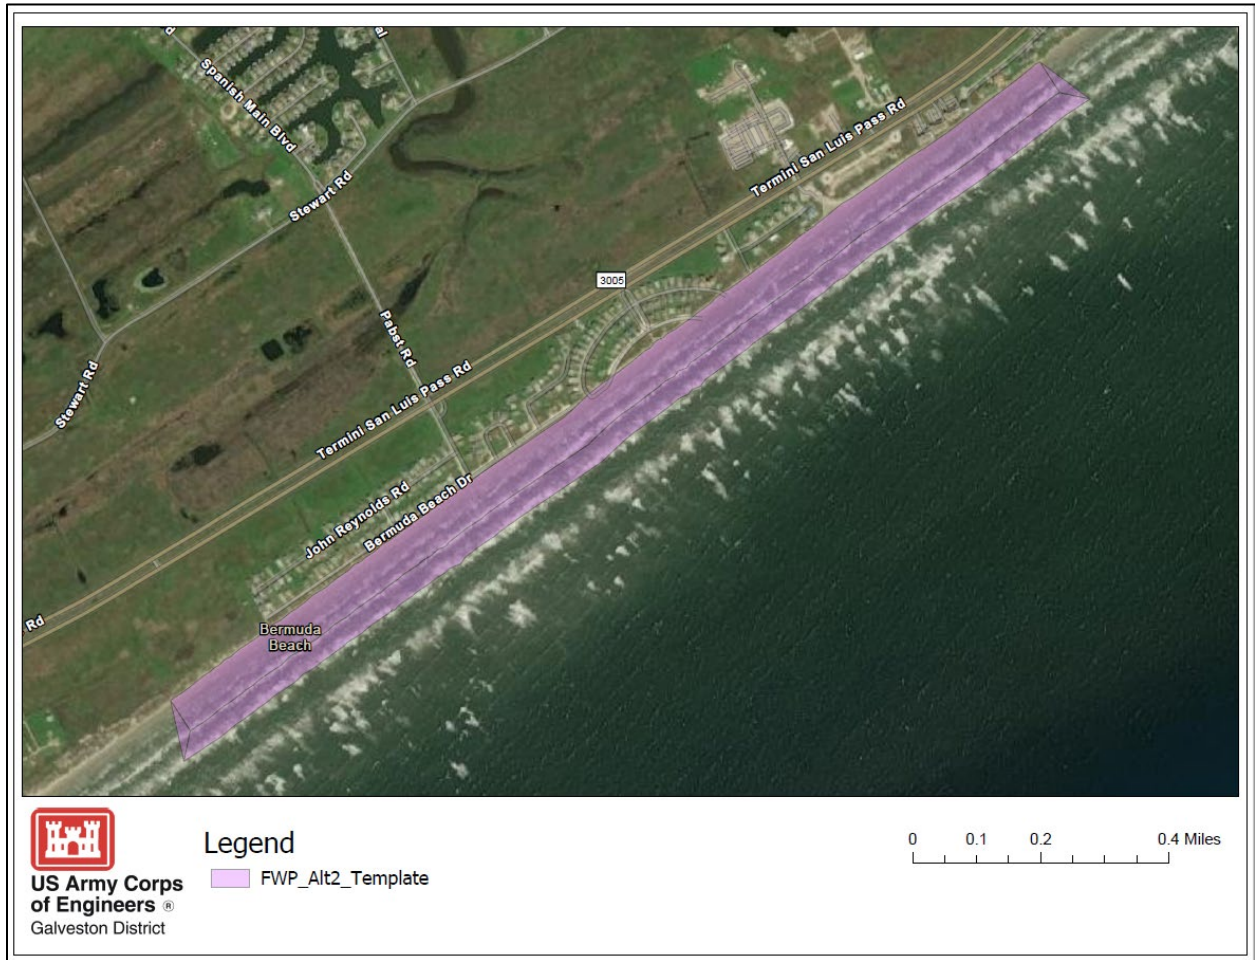 d
al
Spanish Main Blvd
Stewart Rd
Termini San Luis Pass Rd
3005
Pabst Rd
Stewart Rd
Termini San Luis Pass Rd
John Reynolds Rd
Bermuda Beach Dr
Rd
Bermuda
Beach
US Army Corps
of Engineers ®
Galveston District
Legend
FWP_Alt2_Template
0 0.1 0.2 0.4 Miles